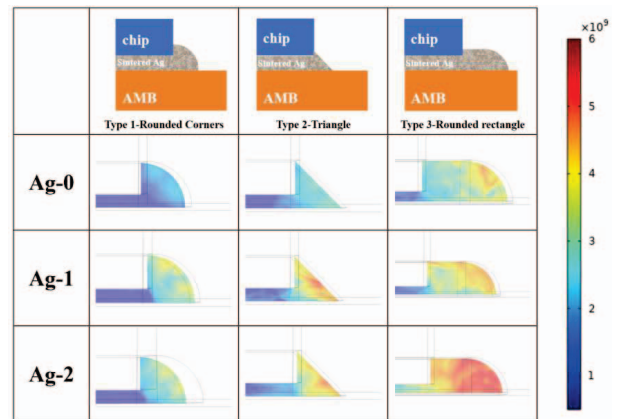 ×10⁹
chip
Sintered Ag
AMB
Type 1-Rounded Corners
chip
Sintered Ag
AMB
Type 2-Triangle
chip
Sintered Ag
AMB
Type 3-Rounded rectangle
Ag-0
Ag-1
Ag-2
6
5
4
3
2
1